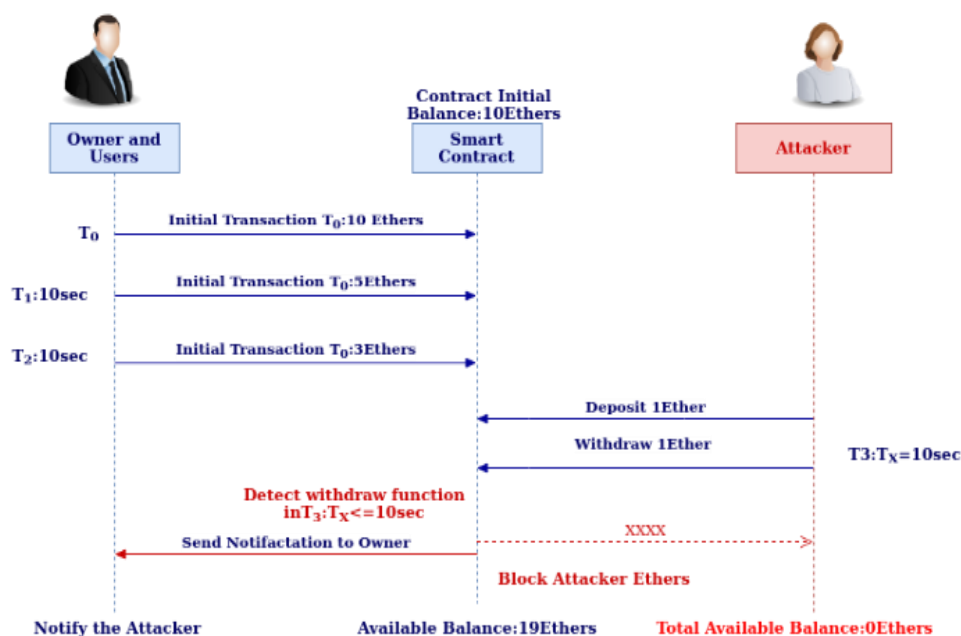 Contract Initial
Balance:10Ethers
Owner and
Users
Smart
Contract
Attacker
Initial Transaction T₀:10 Ethers
T₀
Initial Transaction T₀:5Ethers
T₁:10sec
Initial Transaction T₀:3Ethers
T₂:10sec
Deposit 1Ether
Withdraw 1Ether
T3:Tₓ=10sec
Detect withdraw function
inT₃:Tₓ<=10sec
XXXX
Send Notifactation to Owner
Block Attacker Ethers
Notify the Attacker
Available Balance:19Ethers
Total Available Balance:0Ethers